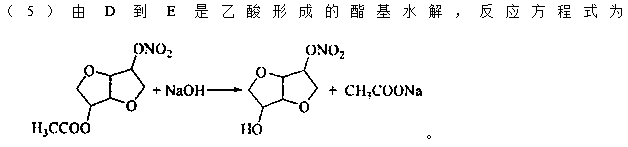 （5）由 D 到 E 是乙酸形成的酯基水解，反应方程式为
ONO₂ ONO₂
O O
+ NaOH + CH₃COONa
O O
H₃CCOO HO
。